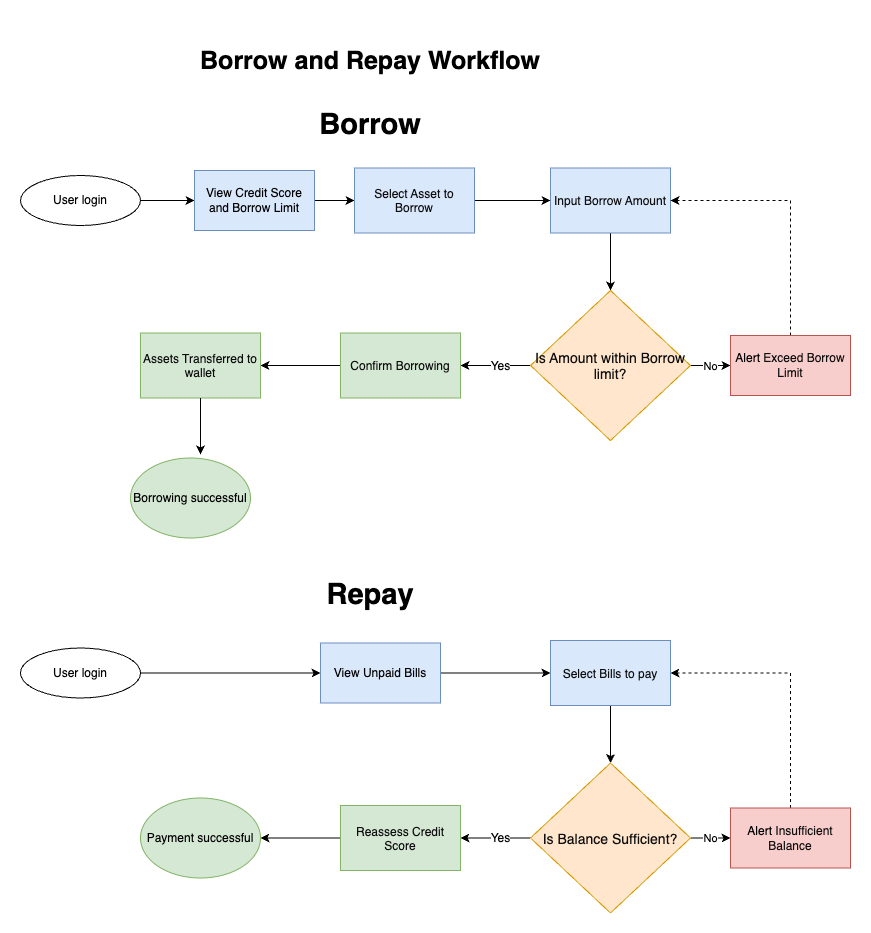 Borrow and Repay Workflow
Borrow
User login
View Credit Score
and Borrow Limit
Select Asset to
Borrow
Input Borrow Amount
Assets Transferred to
wallet
Confirm Borrowing
Yes
Is Amount within Borrow
limit?
No
Alert Exceed Borrow
Limit
Borrowing successful
Repay
User login
View Unpaid Bills
Select Bills to pay
Payment successful
Reassess Credit
Score
Yes
Is Balance Sufficient?
No
Alert Insufficient
Balance